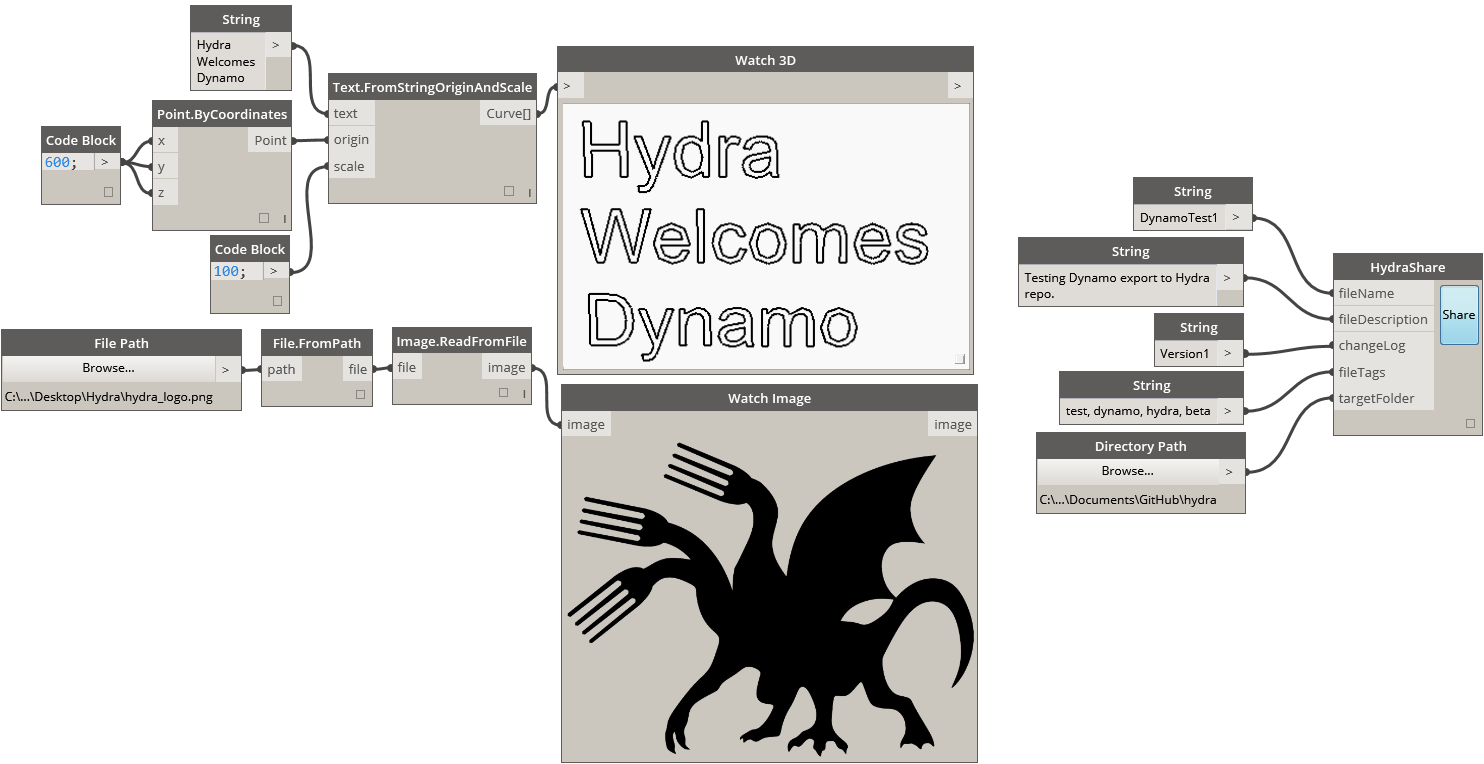 String
Hydra
Welcomes
Dynamo
>
Text.FromStringOriginAndScale
text
origin
scale
Curve[]
Point.ByCoordinates
x
y
z
Point
Code Block
600;
>
Code Block
100;
>
Watch 3D
>
>
Hydra
Welcomes
Dynamo
File Path
Browse...
>
C:\...\Desktop\Hydra\hydra_logo.png
File.FromPath
path
file
Image.ReadFromFile
file
image
Watch Image
image
image
String
DynamoTest1
>
String
Testing Dynamo export to Hydra
repo.
>
String
Version1
>
String
test, dynamo, hydra, beta
>
Directory Path
Browse...
>
C:\...\Documents\GitHub\hydra
HydraShare
fileName
fileDescription
changeLog
fileTags
targetFolder
Share